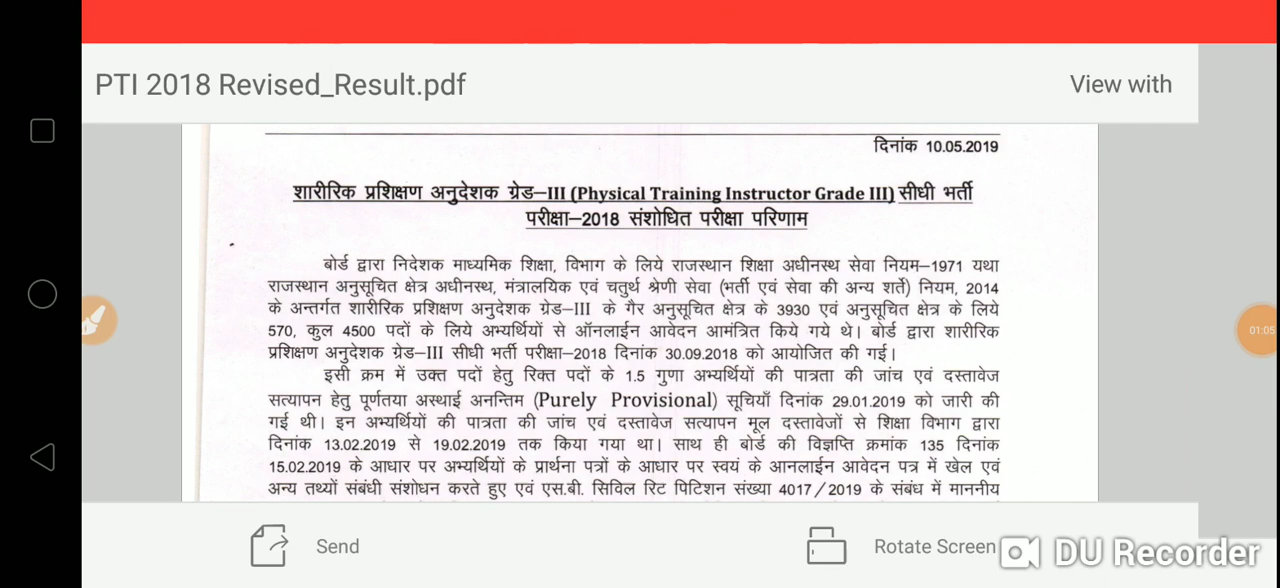 PTI 2018 Revised_Result.pdf
View with
दिनांक 10.05.2019
शारीरिक प्रशिक्षण अनुदेशक ग्रेड–III (Physical Training Instructor Grade III) सीधी भर्ती
परीक्षा–2018 संशोधित परीक्षा परिणाम
बोर्ड द्वारा निदेशक माध्यमिक शिक्षा, विभाग के लिये राजस्थान शिक्षा अधीनस्थ सेवा नियम–1971 यथा
राजस्थान अनुसूचित क्षेत्र अधीनस्थ, मंत्रालयिक एवं चतुर्थ श्रेणी सेवा (भर्ती एवं सेवा की अन्य शर्ते) नियम, 2014
के अन्तर्गत शारीरिक प्रशिक्षण अनुदेशक ग्रेड–III के गैर अनुसूचित क्षेत्र के 3930 एवं अनुसूचित क्षेत्र के लिये
570, कुल 4500 पदों के लिये अभ्यर्थियों से ऑनलाईन आवेदन आमंत्रित किये गये थे। बोर्ड द्वारा शारीरिक
प्रशिक्षण अनुदेशक ग्रेड–III सीधी भर्ती परीक्षा–2018 दिनांक 30.09.2018 को आयोजित की गई।
इसी क्रम में उक्त पदों हेतु रिक्त पदों के 1.5 गुणा अभ्यर्थियों की पात्रता की जांच एवं दस्तावेज
सत्यापन हेतु पूर्णतया अस्थाई अनन्तिम (Purely Provisional) सूचियाँ दिनांक 29.01.2019 को जारी की
गई थी। इन अभ्यर्थियों की पात्रता की जांच एवं दस्तावेज सत्यापन मूल दस्तावेजों से शिक्षा विभाग द्वारा
दिनांक 13.02.2019 से 19.02.2019 तक किया गया था। साथ ही बोर्ड की विज्ञप्ति क्रमांक 135 दिनांक
15.02.2019 के आधार पर अभ्यर्थियों के प्रार्थना पत्रों के आधार पर स्वयं के आनलाईन आवेदन पत्र में खेल एवं
अन्य तथ्यों संबंधी संशोधन करते हुए एवं एस.बी. सिविल रिट पिटिशन संख्या 4017/2019 के संबंध में माननीय
01:05
Send
Rotate Screen
DU Recorder